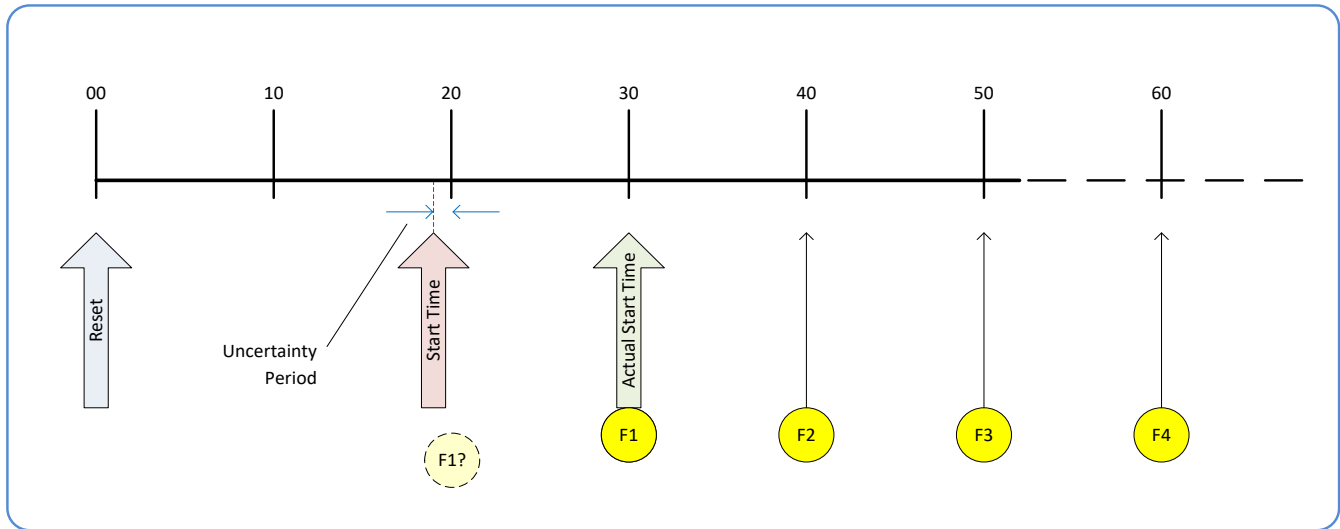 00 10 20 30 40 50 60
Reset
Start Time
Actual Start Time
Uncertainty
Period
F1?
F1
F2
F3
F4